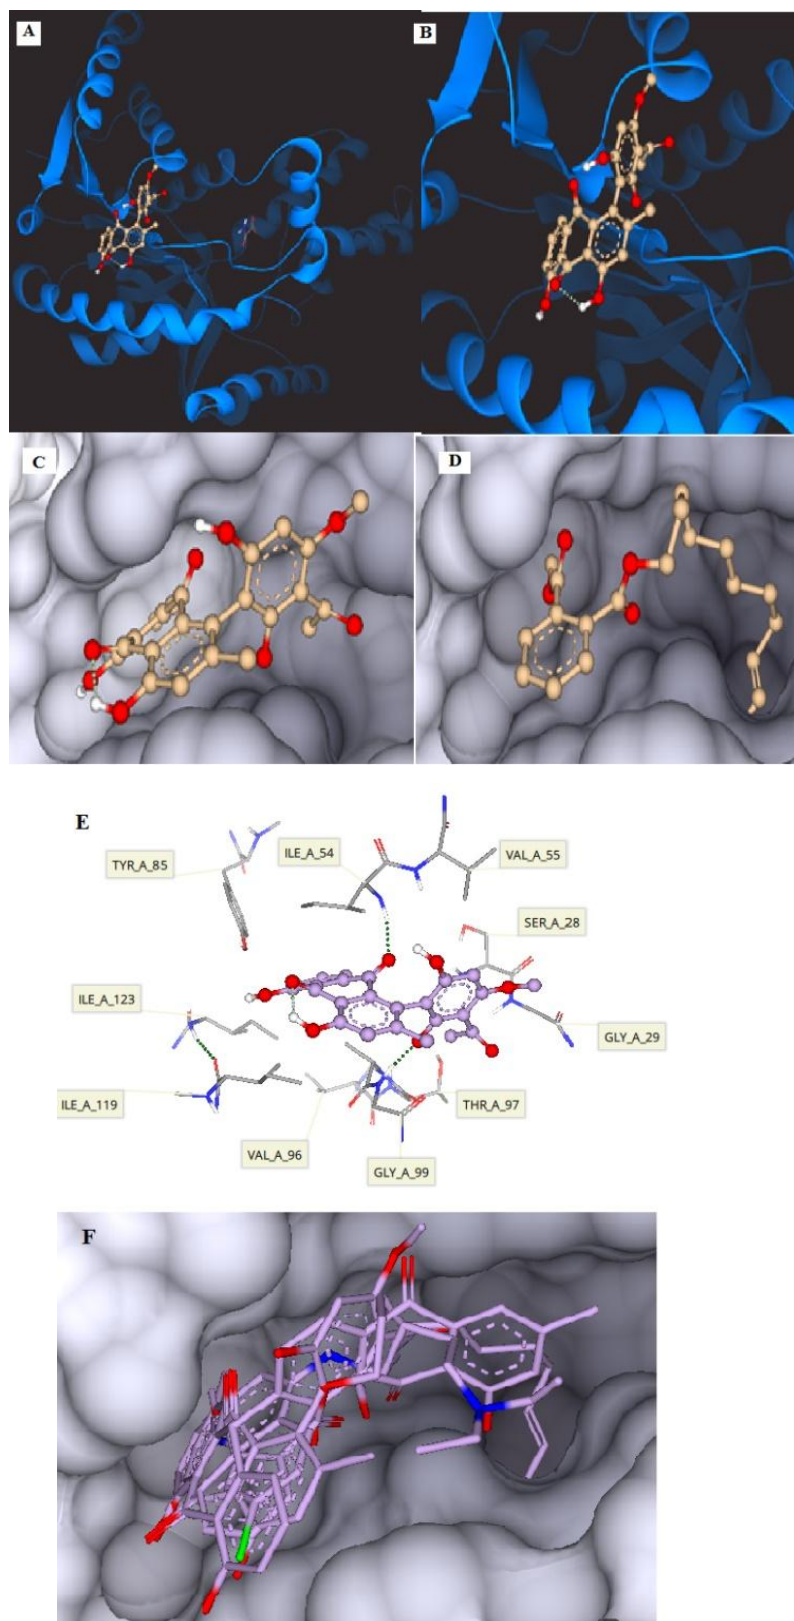 A
B
C
D
E
TYR_A_85
ILE_A_54
VAL_A_55
SER_A_28
ILE_A_123
GLY_A_29
ILE_A_119
THR_A_97
VAL_A_96
GLY_A_99
F